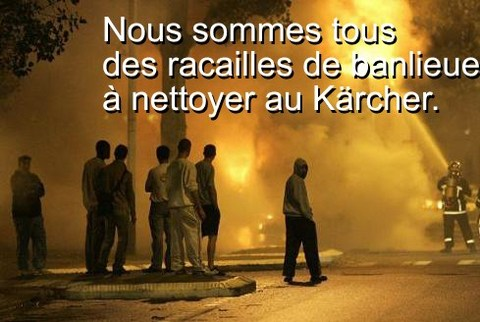 Nous sommes tous
des racailles de banlieue
à nettoyer au Kärcher.